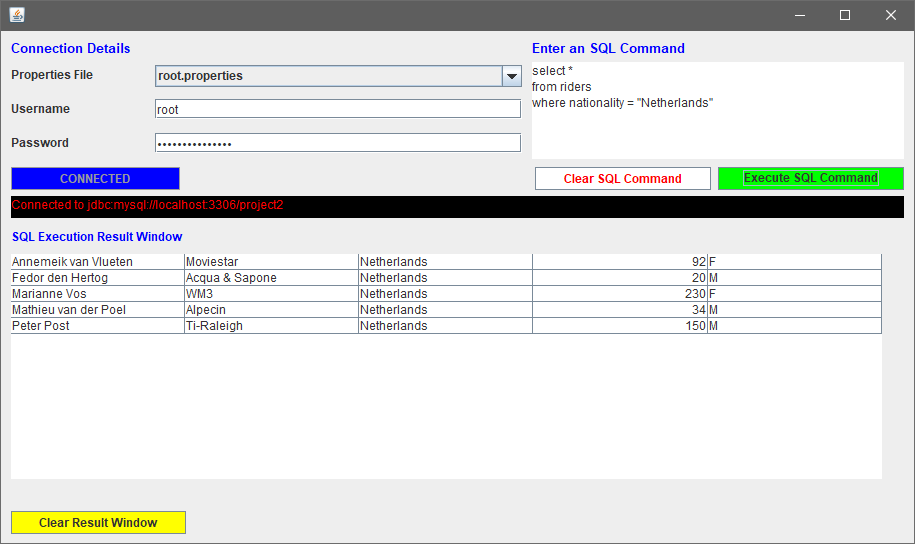 Connection Details
Properties File
root.properties
Username
root
Password
•••••••••••••••
CONNECTED
Enter an SQL Command
select *
from riders
where nationality = "Netherlands"
Clear SQL Command
Execute SQL Command
Connected to jdbc:mysql://localhost:3306/project2
SQL Execution Result Window
Annemeik van Vlueten Moviestar Netherlands 92 F
Fedor den Hertog Acqua & Sapone Netherlands 20 M
Marianne Vos WM3 Netherlands 230 F
Mathieu van der Poel Alpecin Netherlands 34 M
Peter Post Ti-Raleigh Netherlands 150 M
Clear Result Window